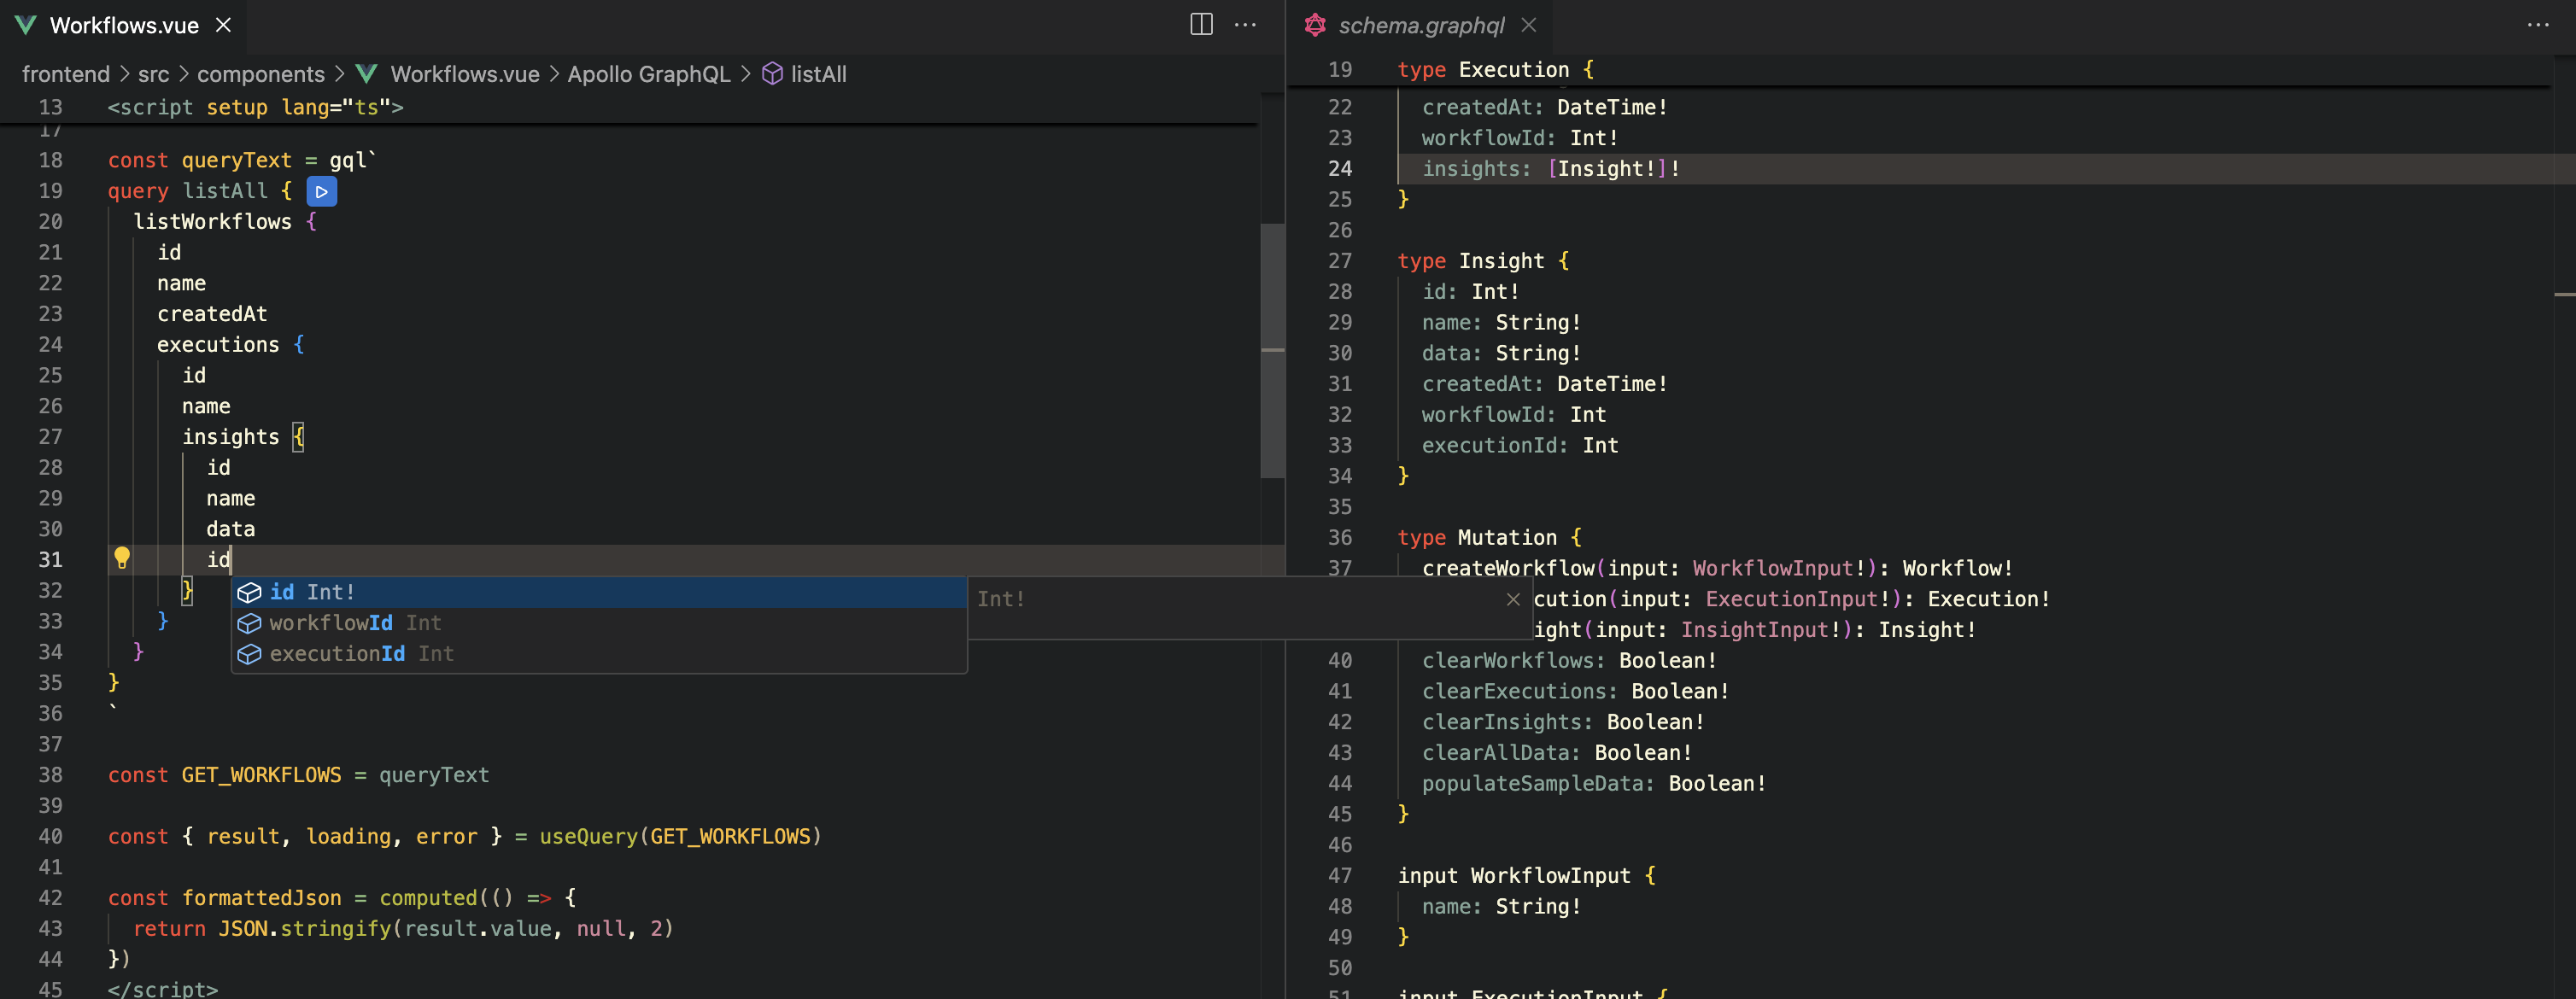 Workflows.vue
frontend > src > components > Workflows.vue > Apollo GraphQL > listAll
13 <script setup lang="ts">
17
18 const queryText = gql`
19 query listAll {
20 listWorkflows {
21 id
22 name
23 createdAt
24 executions {
25 id
26 name
27 insights {
28 id
29 name
30 data
31 id
32 }
33 }
34 }
35 }
36 `
37
38 const GET_WORKFLOWS = queryText
39
40 const { result, loading, error } = useQuery(GET_WORKFLOWS)
41
42 const formattedJson = computed(() => {
43 return JSON.stringify(result.value, null, 2)
44 })
45 </script>
id Int!
workflowId Int
executionId Int
Int!
schema.graphql
19 type Execution {
22 createdAt: DateTime!
23 workflowId: Int!
24 insights: [Insight!]!
25 }
26
27 type Insight {
28 id: Int!
29 name: String!
30 data: String!
31 createdAt: DateTime!
32 workflowId: Int
33 executionId: Int
34 }
35
36 type Mutation {
37 createWorkflow(input: WorkflowInput!): Workflow!
cution(input: ExecutionInput!): Execution!
ight(input: InsightInput!): Insight!
40 clearWorkflows: Boolean!
41 clearExecutions: Boolean!
42 clearInsights: Boolean!
43 clearAllData: Boolean!
44 populateSampleData: Boolean!
45 }
46
47 input WorkflowInput {
48 name: String!
49 }
50
51 input ExecutionInput {